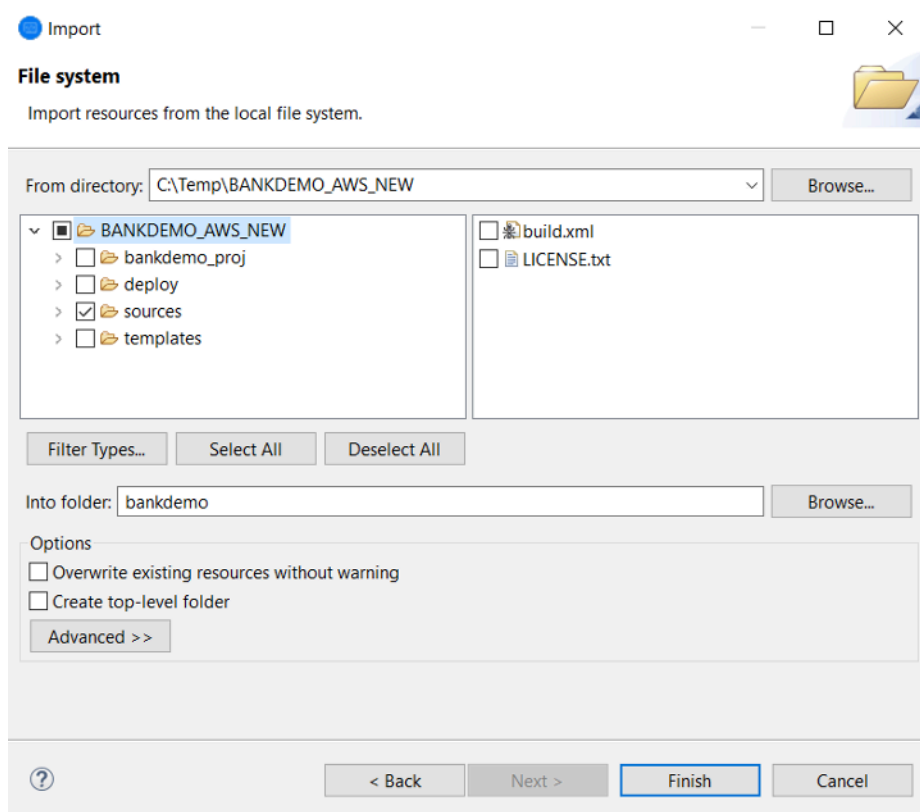 Import
File system
Import resources from the local file system.
From directory: C:\Temp\BANKDEMO_AWS_NEW Browse...
BANKDEMO_AWS_NEW
bankdemo_proj
deploy
sources
templates
build.xml
LICENSE.txt
Filter Types... Select All Deselect All
Into folder: bankdemo Browse...
Options
Overwrite existing resources without warning
Create top-level folder
Advanced >>
? < Back Next > Finish Cancel